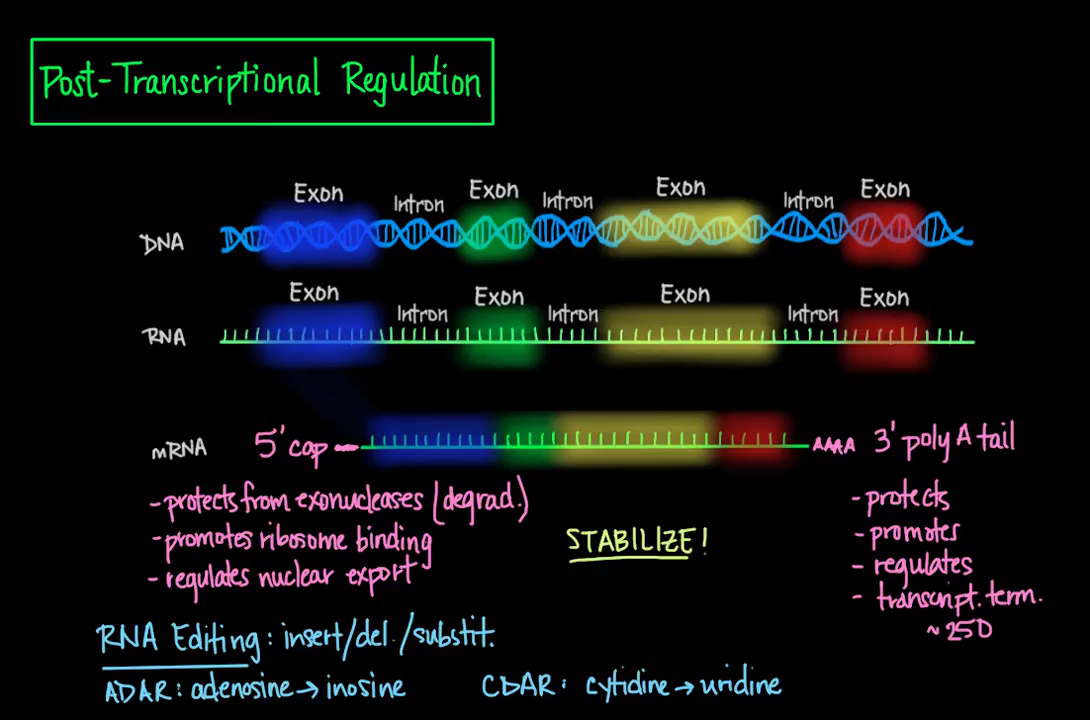 Post-Transcriptional Regulation
Exon Intron Exon Intron Exon Intron Exon
DNA
Exon Intron Exon Intron Exon Intron Exon
RNA
mRNA 5' cap AAAA 3' poly A tail
-protects from exonucleases (degrad.)
-promotes ribosome binding
-regulates nuclear export
STABILIZE!
-protects
-promotes
-regulates
-transcript. term.
~250
RNA Editing: insert/del./substit.
ADAR: adenosine→inosine CDAR: cytidine→uridine